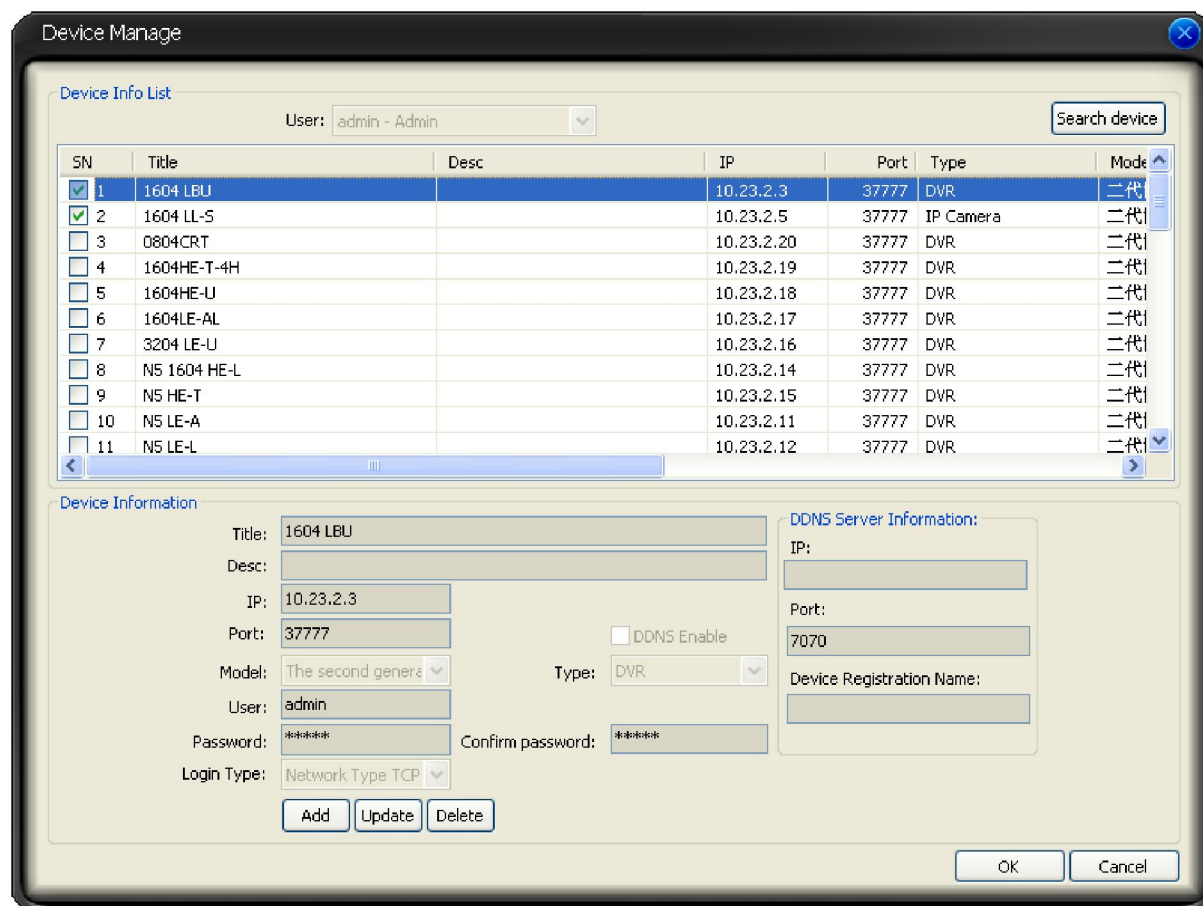 Device Manage
Device Info List
User: admin - Admin
Search device
SN Title Desc IP Port Type Mode
1 1604 LBU 10.23.2.3 37777 DVR 二代
2 1604 LL-S 10.23.2.5 37777 IP Camera 二代
3 0804CRT 10.23.2.20 37777 DVR 二代
4 1604HE-T-4H 10.23.2.19 37777 DVR 二代
5 1604HE-U 10.23.2.18 37777 DVR 二代
6 1604LE-AL 10.23.2.17 37777 DVR 二代
7 3204 LE-U 10.23.2.16 37777 DVR 二代
8 N5 1604 HE-L 10.23.2.14 37777 DVR 二代
9 N5 HE-T 10.23.2.15 37777 DVR 二代
10 N5 LE-A 10.23.2.11 37777 DVR 二代
11 N5 LE-L 10.23.2.12 37777 DVR 二代
Device Information
Title: 1604 LBU
Desc:
IP: 10.23.2.3
Port: 37777
DDNS Enable
Model: The second genera
Type: DVR
User: admin
Password: *****
Confirm password: *****
Login Type: Network Type TCP
Add Update Delete
DDNS Server Information:
IP:
Port:
7070
Device Registration Name:
OK Cancel